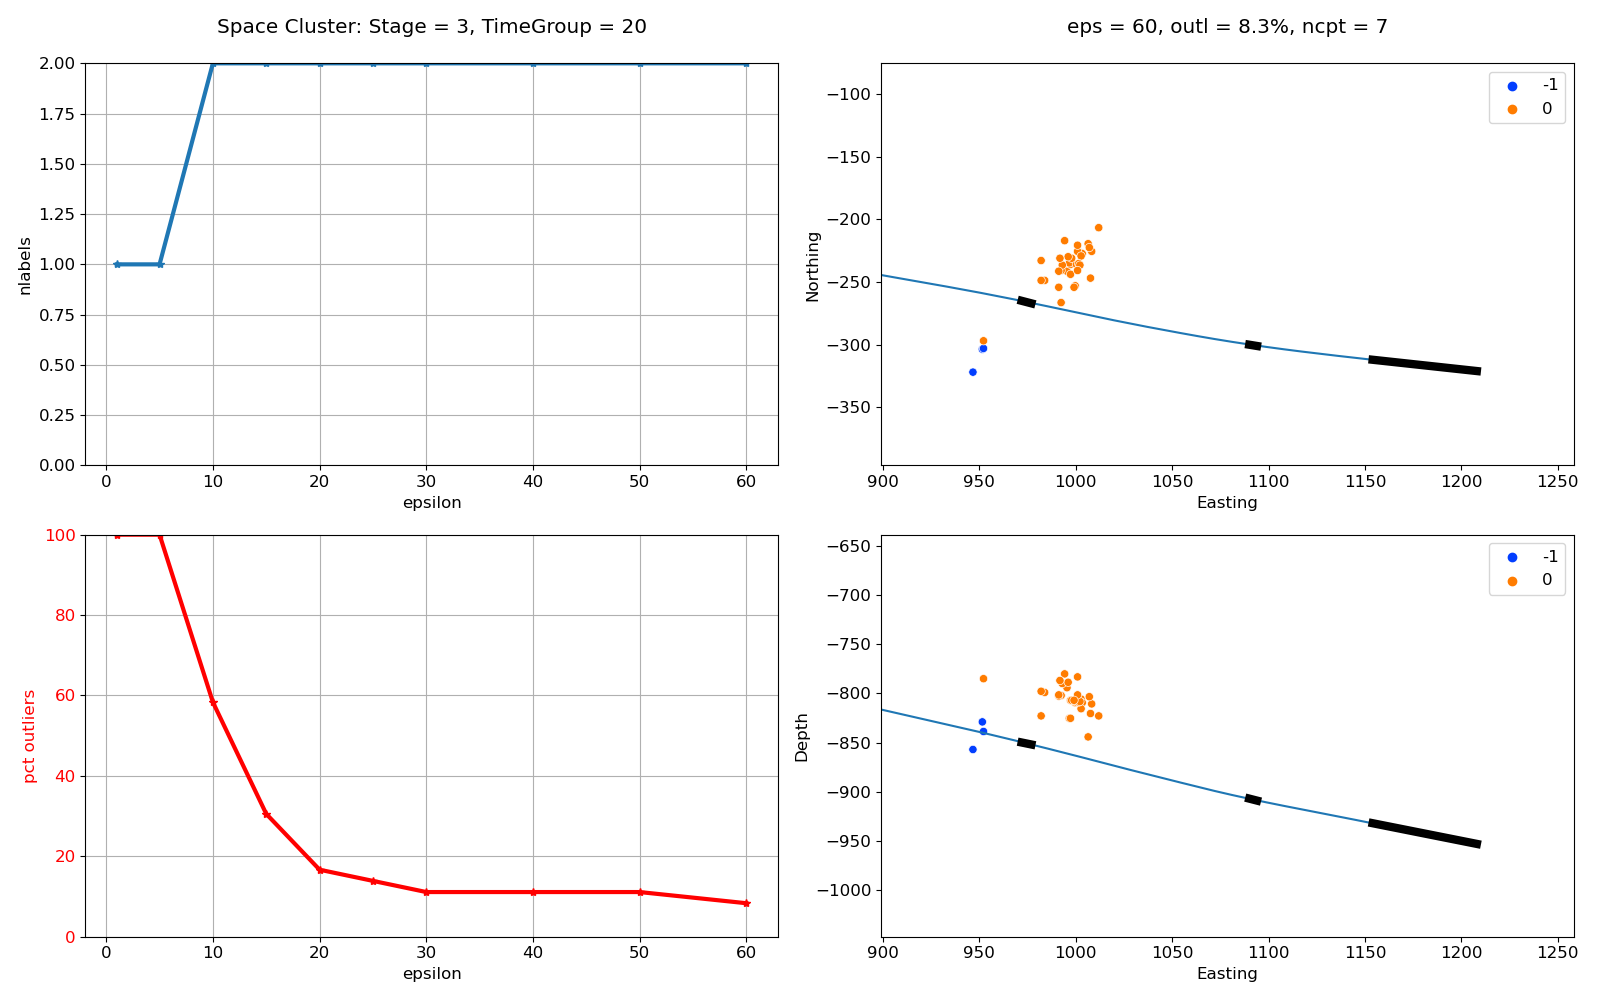 Space Cluster: Stage = 3, TimeGroup = 20
nlabels
2.00
1.75
1.50
1.25
1.00
0.75
0.50
0.25
0.00
0 10 20 30 40 50 60
epsilon
eps = 60, outl = 8.3%, ncpt = 7
Northing
−100
−150
−200
−250
−300
−350
-1
0
900 950 1000 1050 1100 1150 1200 1250
Easting
pct outliers
100
80
60
40
20
0
0 10 20 30 40 50 60
epsilon
Depth
−650
−700
−750
−800
−850
−900
−950
−1000
-1
0
900 950 1000 1050 1100 1150 1200 1250
Easting